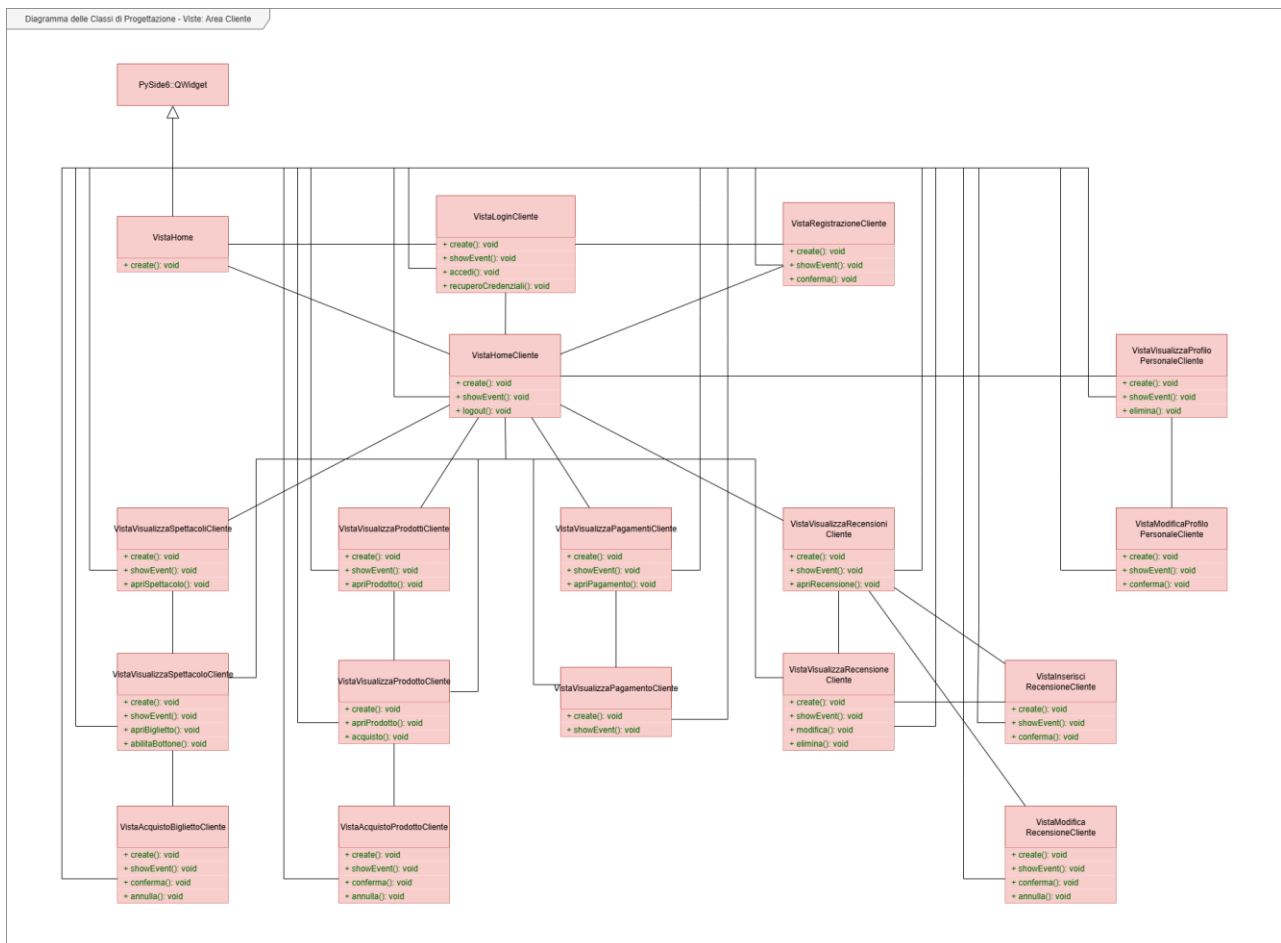 Diagramma delle Classi di Progettazione - Viste: Area Cliente
PySide6::QWidget
VistaHome
+ create(): void
VistaLoginCliente
+ create(): void
+ showEvent(): void
+ accedi(): void
+ recuperoCredenziali(): void
VistaRegistrazioneCliente
+ create(): void
+ showEvent(): void
+ conferma(): void
VistaHomeCliente
+ create(): void
+ showEvent(): void
+ logout(): void
VistaVisualizzaProfilo
PersonaleCliente
+ create(): void
+ showEvent(): void
+ elimina(): void
VistaVisualizzaSpettacoliCliente
+ create(): void
+ showEvent(): void
+ apriSpettacolo(): void
VistaVisualizzaProdottiCliente
+ create(): void
+ showEvent(): void
+ apriProdotto(): void
VistaVisualizzaPagamentiCliente
+ create(): void
+ showEvent(): void
+ apriPagamento(): void
VistaVisualizzaRecensioni
Cliente
+ create(): void
+ showEvent(): void
+ apriRecensione(): void
VistaModificaProfilo
PersonaleCliente
+ create(): void
+ showEvent(): void
+ conferma(): void
VistaVisualizzaSpettacoloCliente
+ create(): void
+ showEvent(): void
+ apriBiglietto(): void
+ abilitaBottone(): void
VistaVisualizzaProdottoCliente
+ create(): void
+ apriProdotto(): void
+ acquisto(): void
VistaVisualizzaPagamentoCliente
+ create(): void
+ showEvent(): void
VistaVisualizzaRecensione
Cliente
+ create(): void
+ showEvent(): void
+ modifica(): void
+ elimina(): void
VistaInserisci
RecensioneCliente
+ create(): void
+ showEvent(): void
+ conferma(): void
VistaAcquistoBigliettoCliente
+ create(): void
+ showEvent(): void
+ conferma(): void
+ annulla(): void
VistaAcquistoProdottoCliente
+ create(): void
+ showEvent(): void
+ conferma(): void
+ annulla(): void
VistaModifica
RecensioneCliente
+ create(): void
+ showEvent(): void
+ conferma(): void
+ annulla(): void